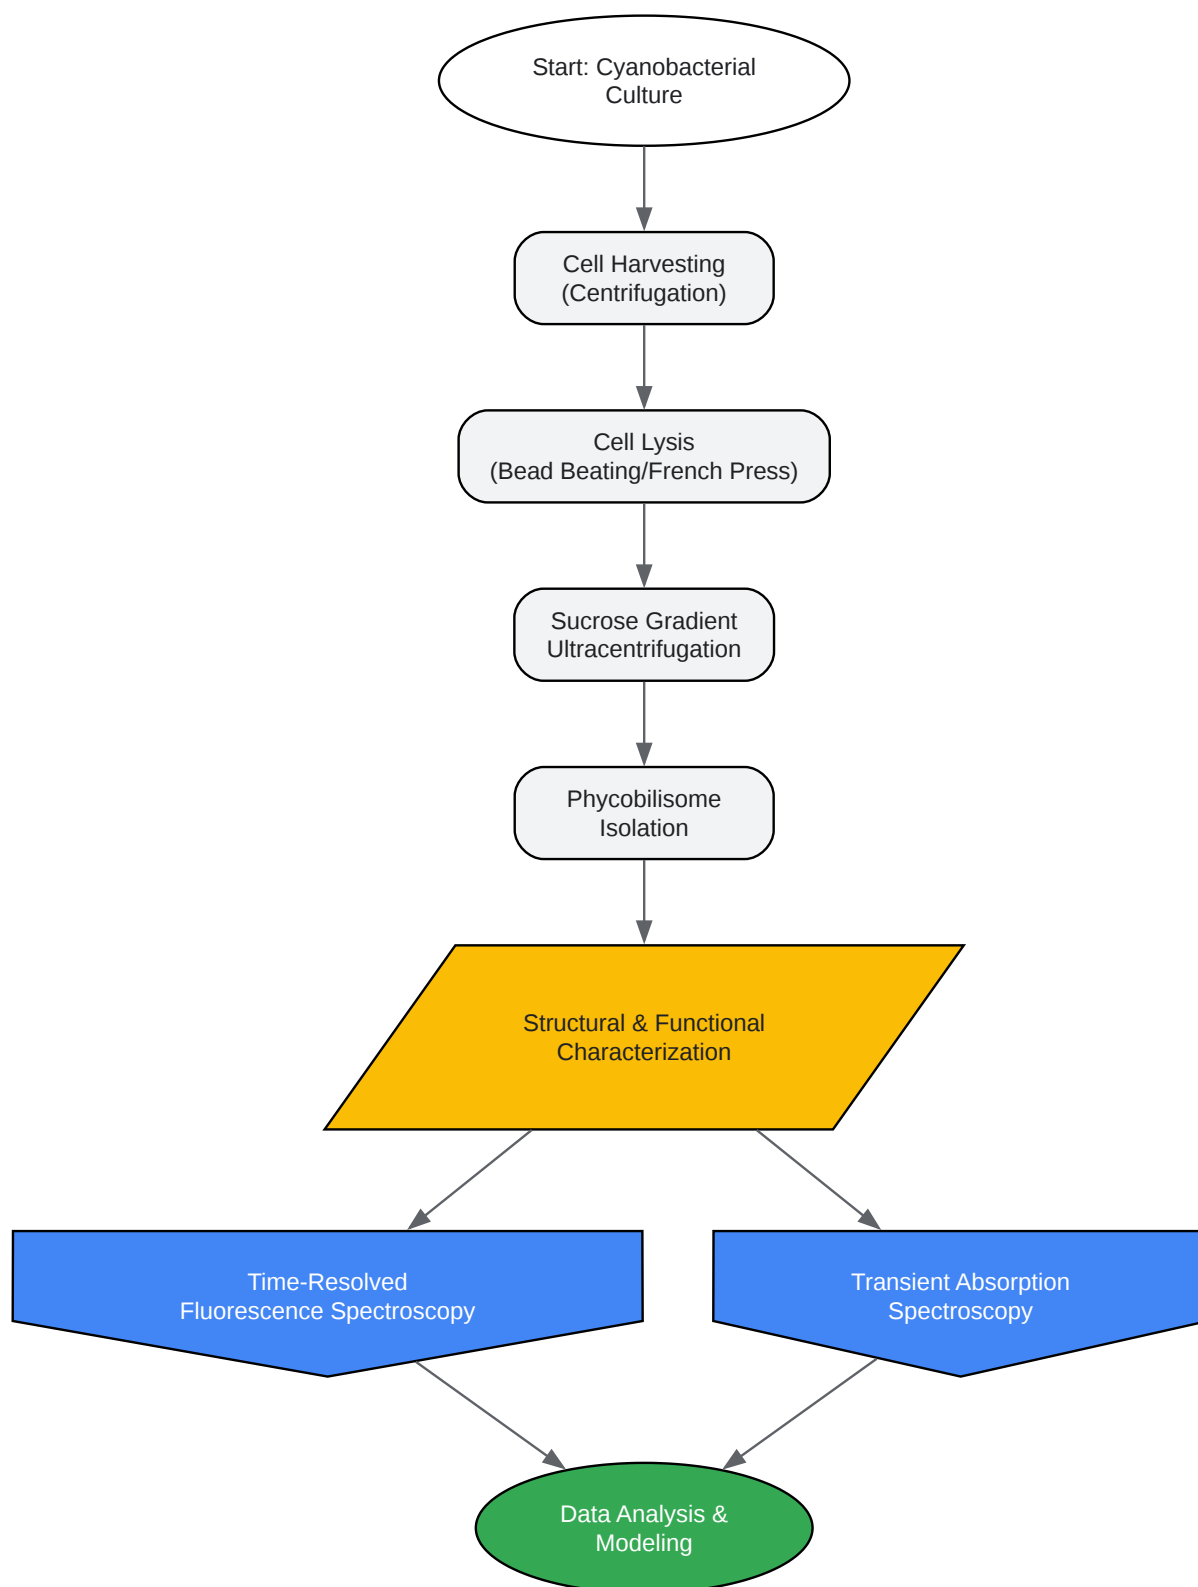 Start: Cyanobacterial
Culture
Cell Harvesting
(Centrifugation)
Cell Lysis
(Bead Beating/French Press)
Sucrose Gradient
Ultracentrifugation
Phycobilisome
Isolation
Structural & Functional
Characterization
Time-Resolved
Fluorescence Spectroscopy
Transient Absorption
Spectroscopy
Data Analysis &
Modeling